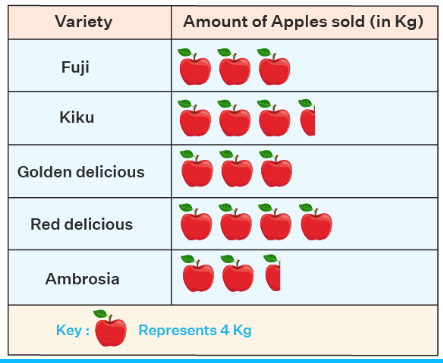 Variety Amount of Apples sold (in Kg)
Fuji
Kiku
Golden delicious
Red delicious
Ambrosia
Key : Represents 4 Kg